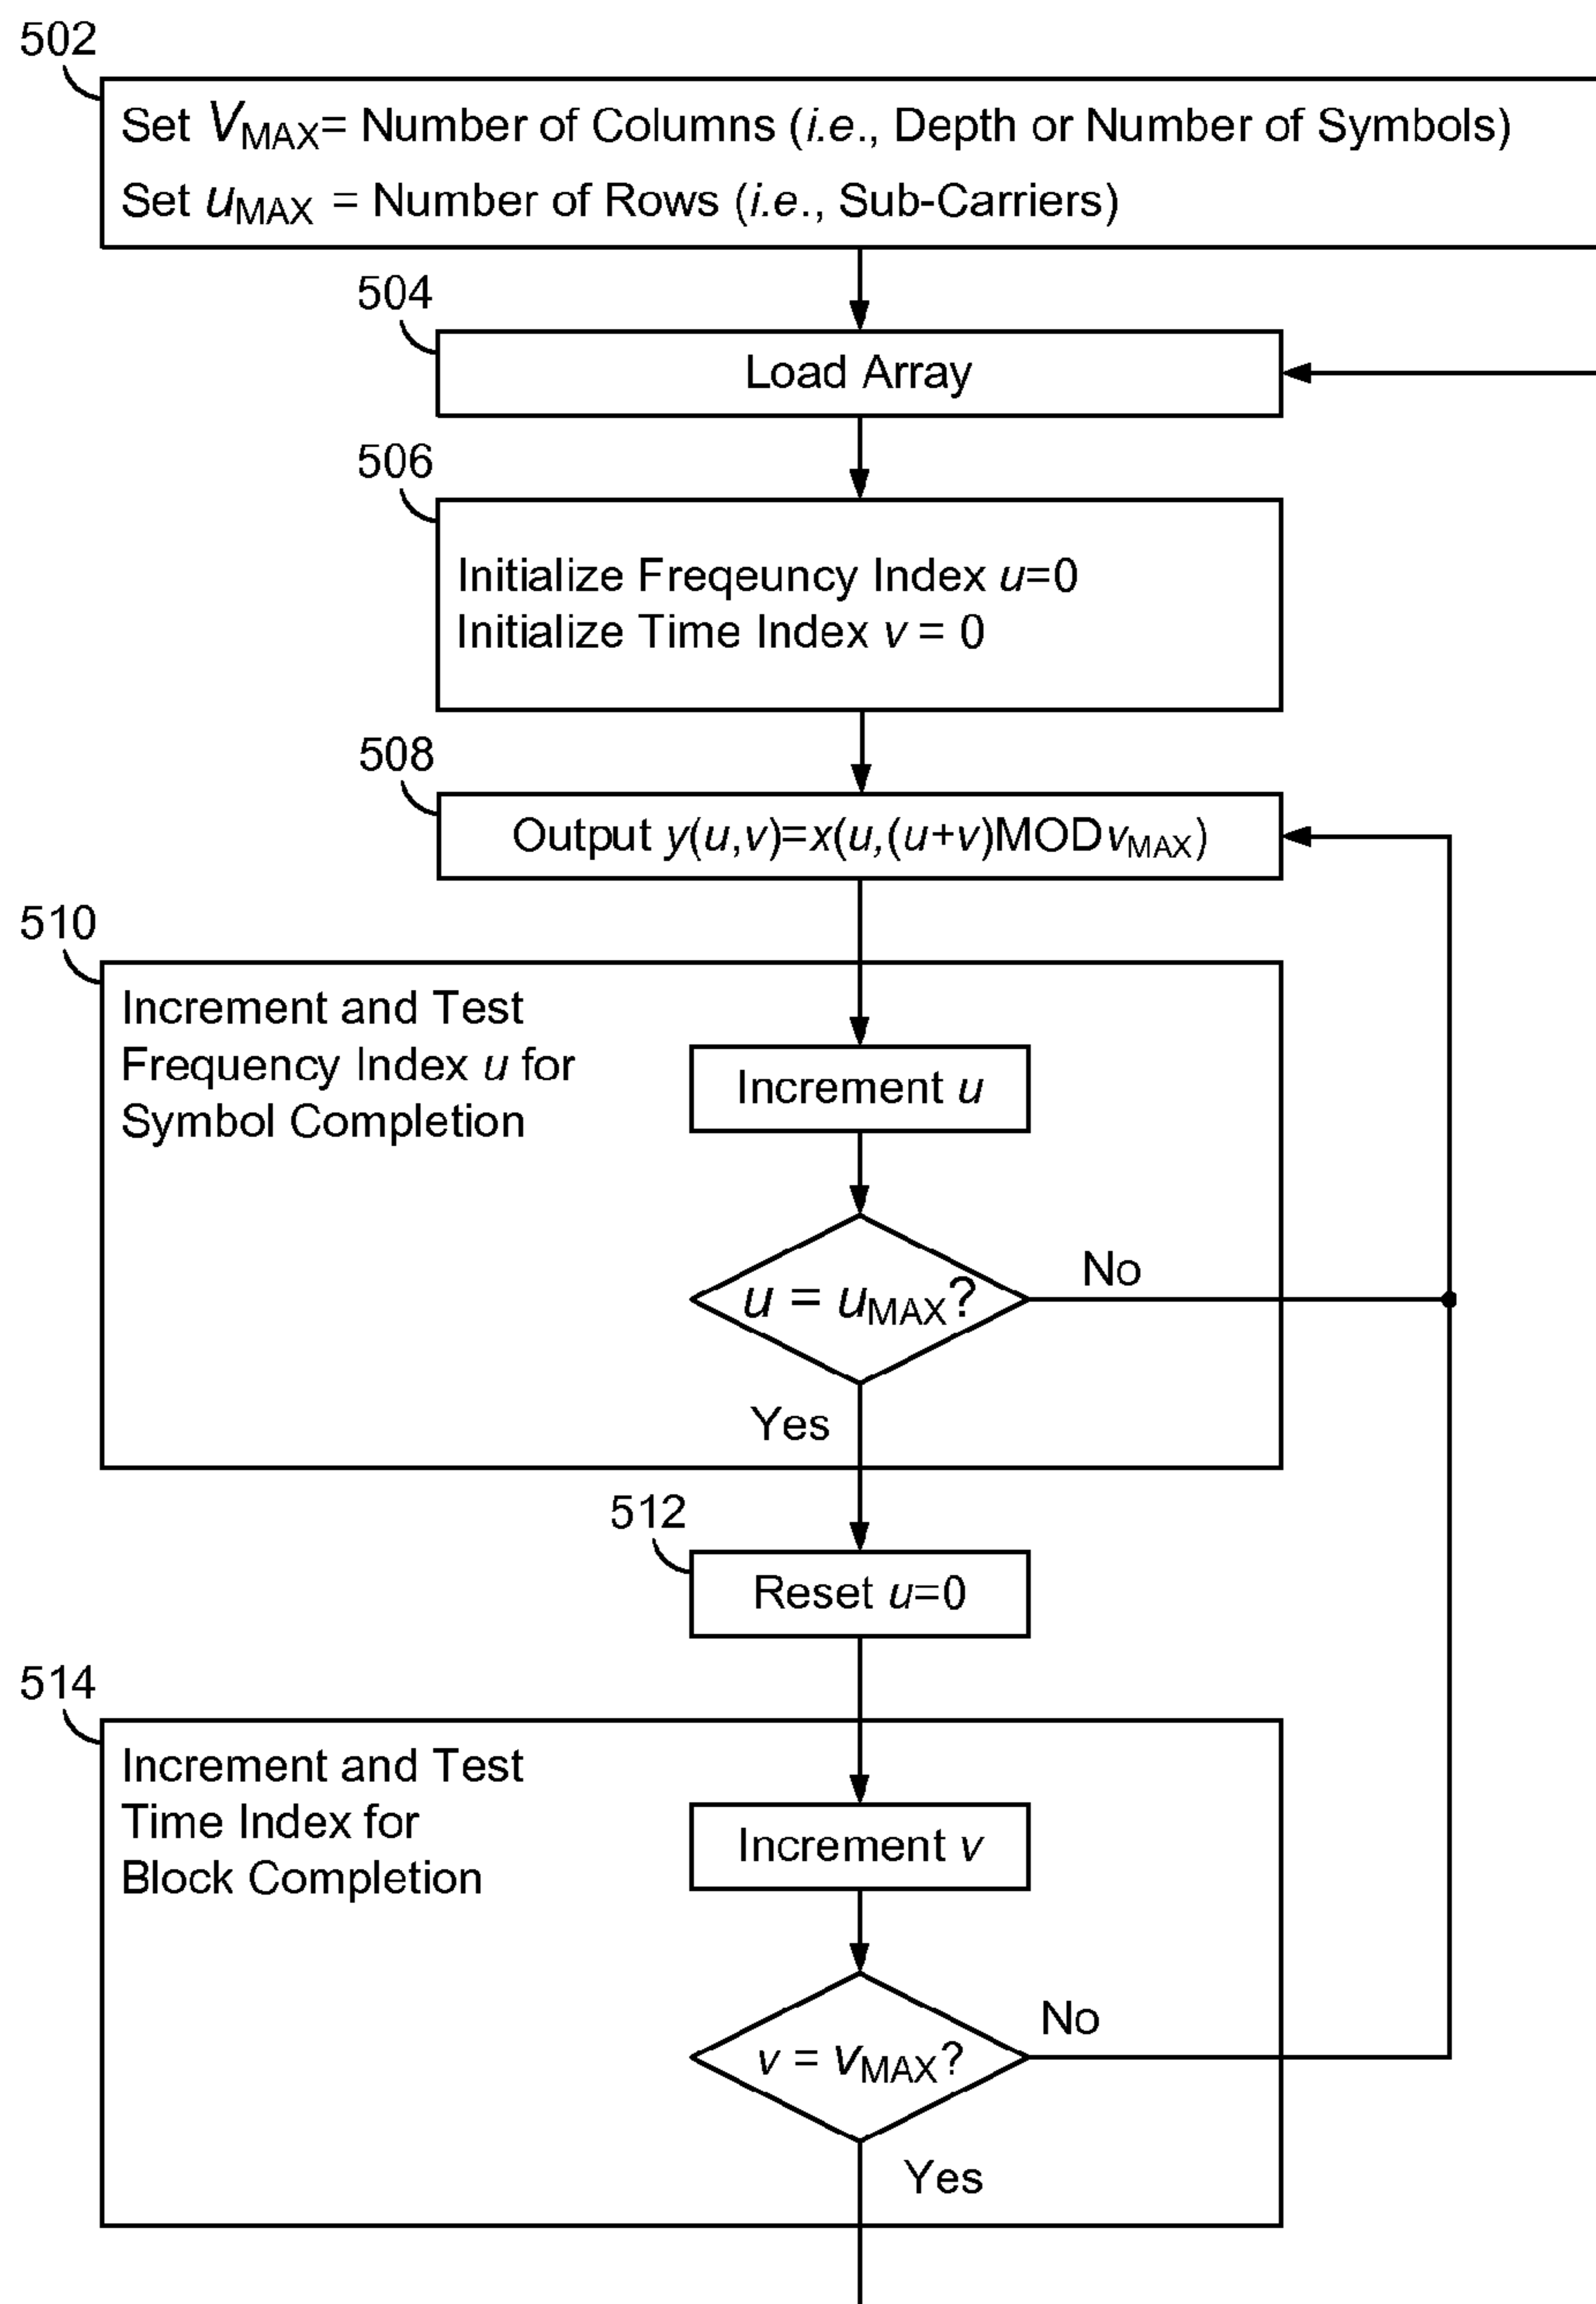 502
Set VMAX= Number of Columns (i.e., Depth or Number of Symbols)
Set uMAX = Number of Rows (i.e., Sub-Carriers)
504
Load Array
506
Initialize Freqeuncy Index u=0
Initialize Time Index v = 0
508
Output y(u,v)=x(u,(u+v)MODvMAX)
510
Increment and Test
Frequency Index u for
Symbol Completion
Increment u
u = uMAX?
No
Yes
512
Reset u=0
514
Increment and Test
Time Index for
Block Completion
Increment v
v = vMAX?
No
Yes